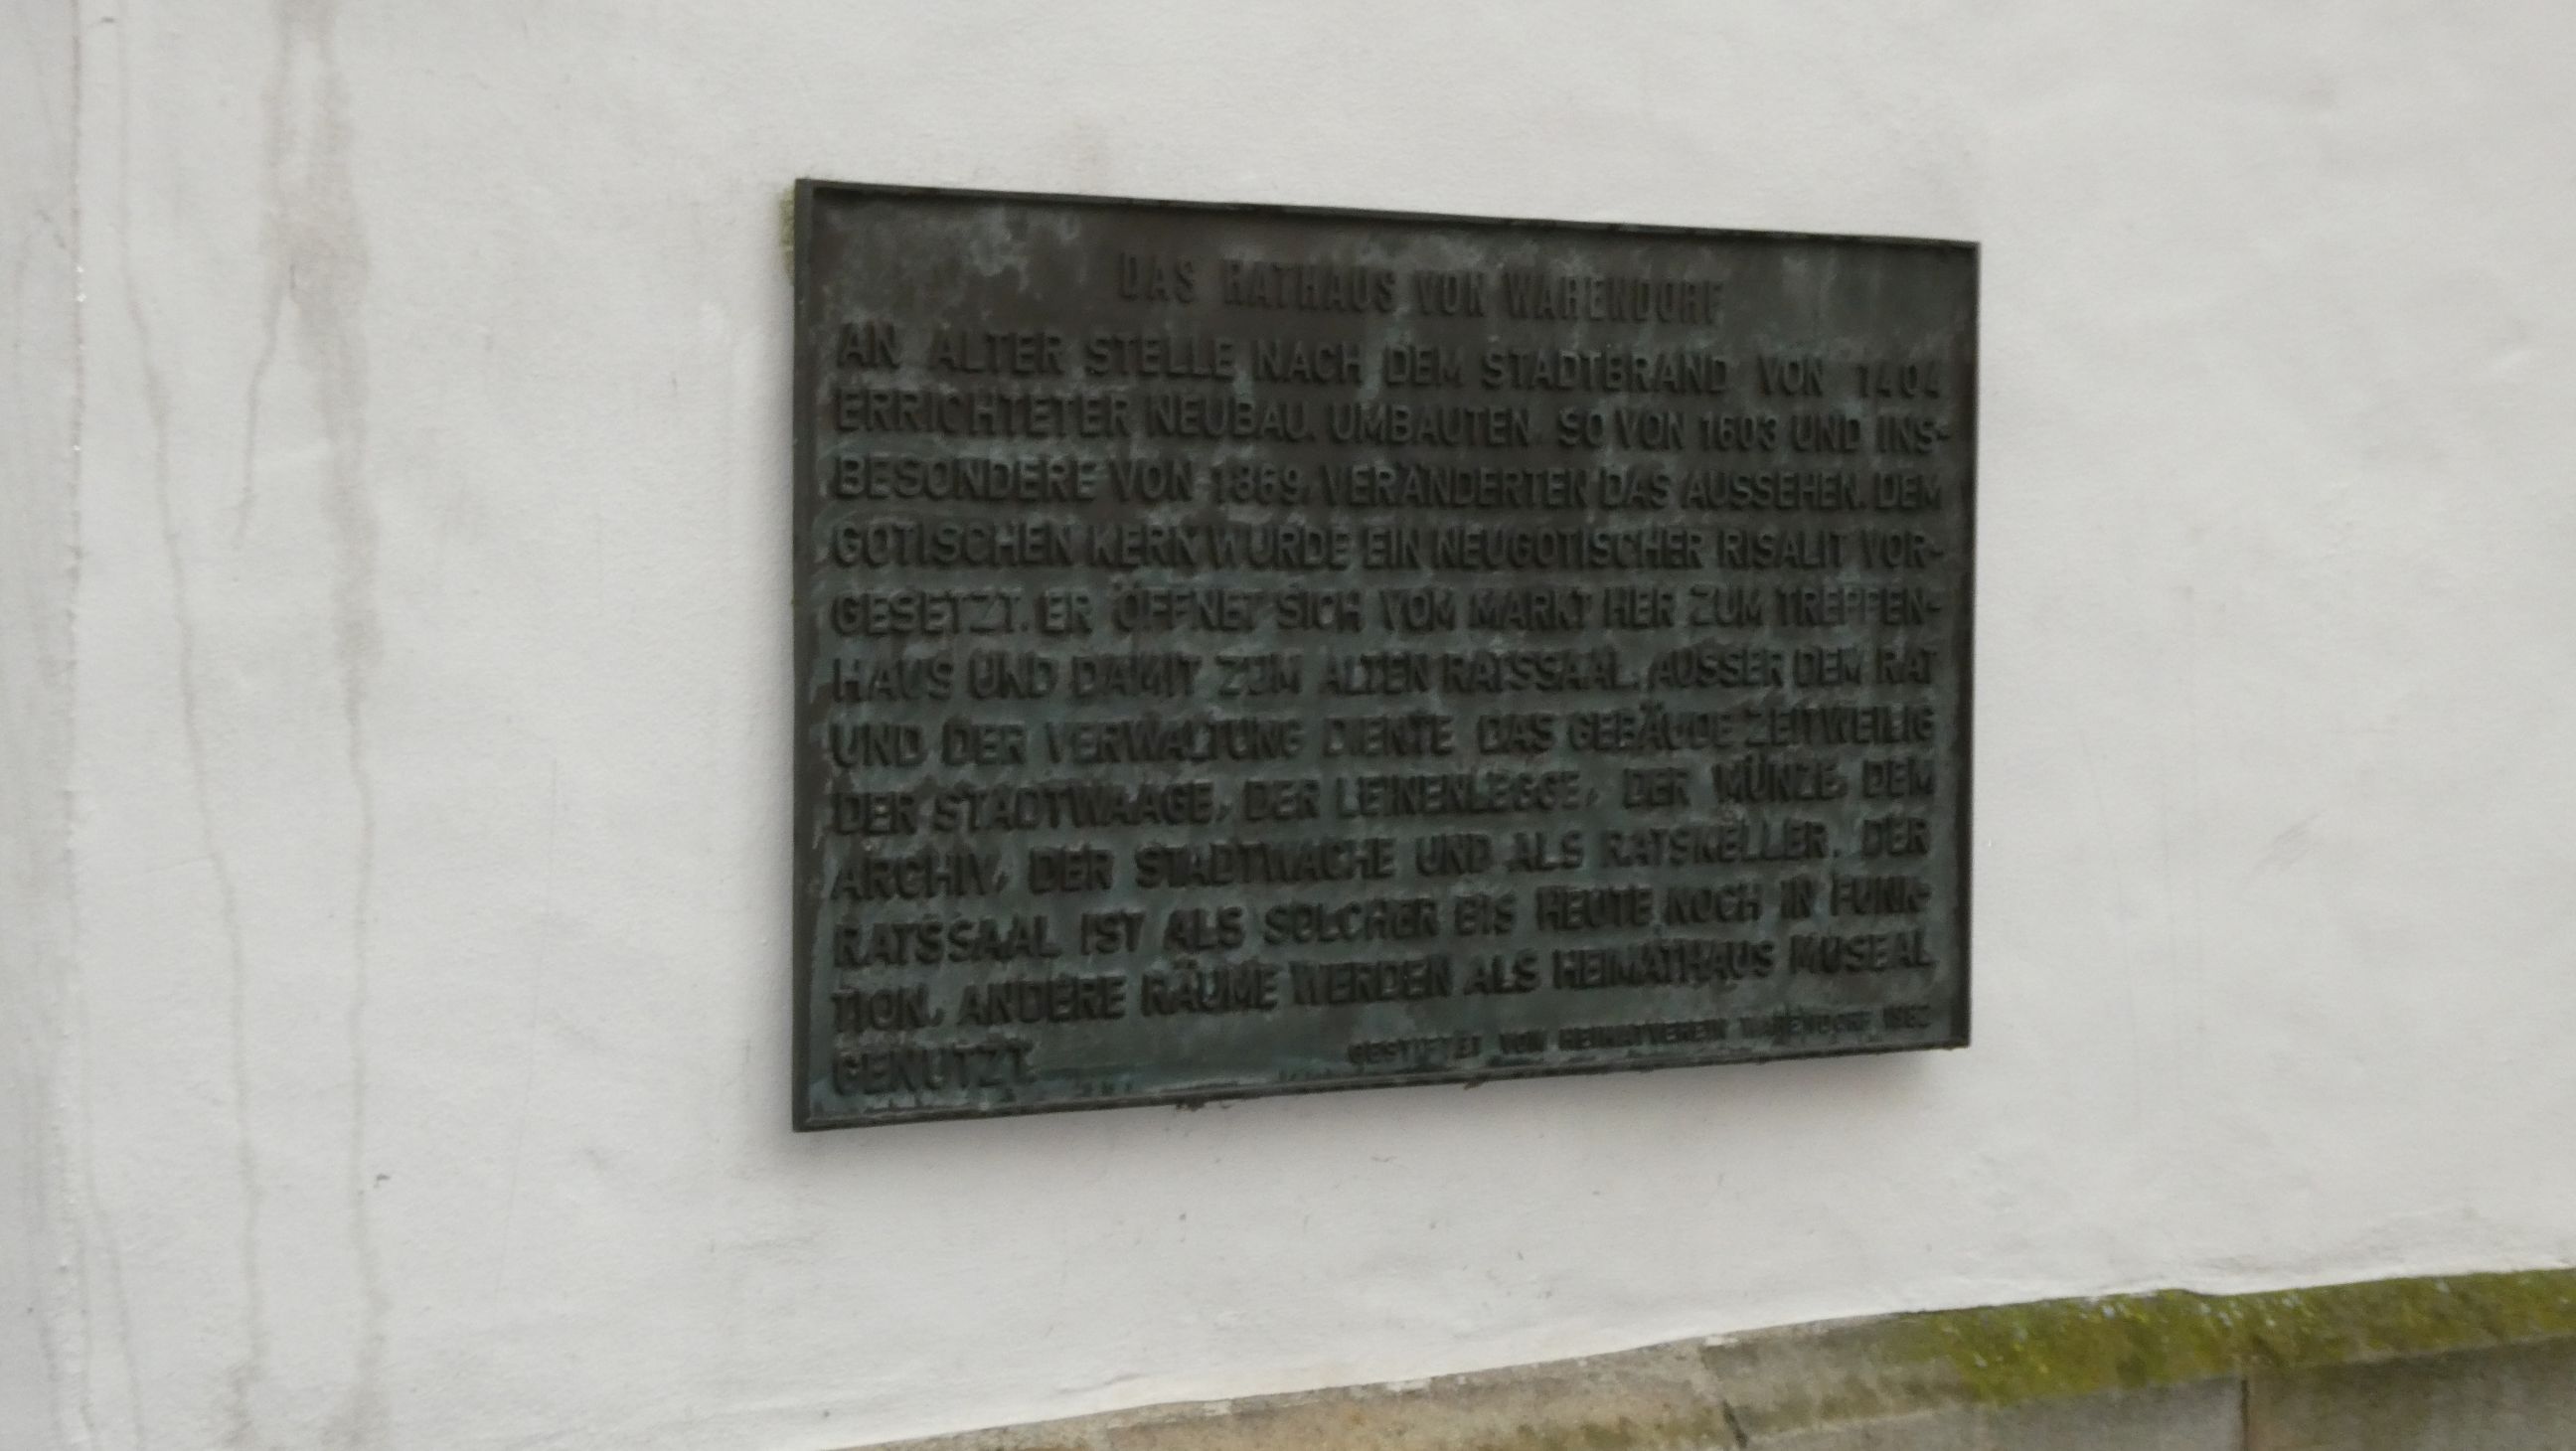 DAS RATHAUS VON WARENDORF
AN ALTER STELLE NACH DEM STADTBRAND VON 1404
ERRICHTETER NEUBAU. UMBAUTEN, SO VON 1603 UND INS-
BESONDERE VON 1869, VERÄNDERTEN DAS AUSSEHEN. DEM
GOTISCHEN KERN WURDE EIN NEUGOTISCHER RISALIT VOR-
GESETZT. ER ÖFFNET SICH VOM MARKT HER ZUM TREPPEN-
HAUS UND DAMIT ZUM ALTEN RATSSAAL. AUSSER DEM RAT
UND DER VERWALTUNG DIENTE DAS GEBÄUDE ZEITWEILIG
DER STADTWAAGE, DER LEINENLEGGE, DER MÜNZE, DEM
ARCHIV, DER STADTWACHE UND ALS RATSKELLER. DER
RATSSAAL IST ALS SOLCHER BIS HEUTE NOCH IN FUNK-
TION. ANDERE RÄUME WERDEN ALS HEIMATHAUS MUSEAL
GENUTZT.
GESTIFTET VOM HEIMATVEREIN WARENDORF